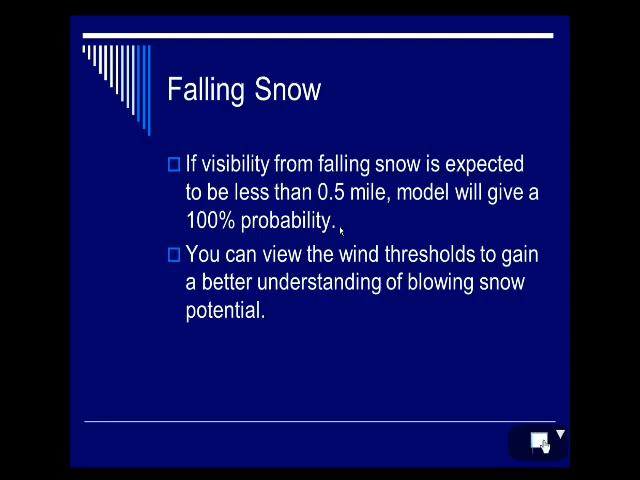 Falling Snow
If visibility from falling snow is expected
to be less than 0.5 mile, model will give a
100% probability.
You can view the wind thresholds to gain
a better understanding of blowing snow
potential.